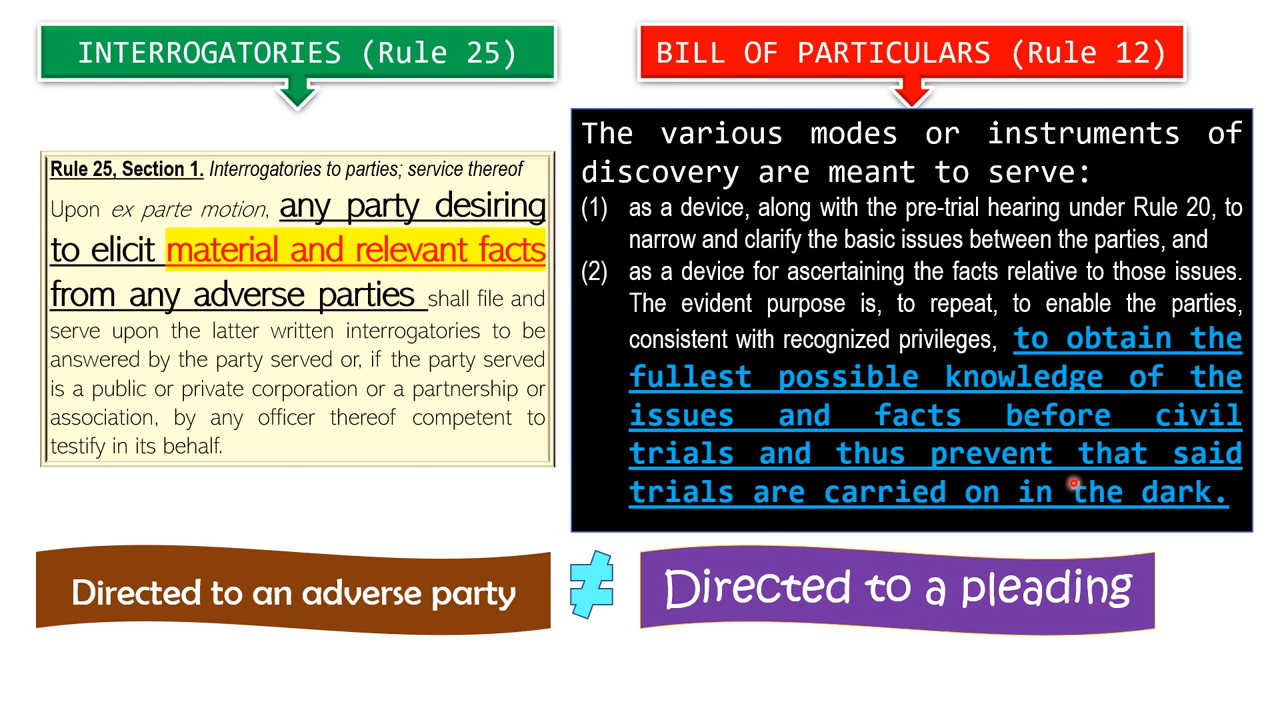 INTERROGATORIES (Rule 25)
Rule 25, Section 1. Interrogatories to parties; service thereof
Upon ex parte motion, any party desiring
to elicit material and relevant facts
from any adverse parties shall file and
serve upon the latter written interrogatories to be
answered by the party served or, if the party served
is a public or private corporation or a partnership or
association, by any officer thereof competent to
testify in its behalf.
Directed to an adverse party
≠
BILL OF PARTICULARS (Rule 12)
The various modes or instruments of
discovery are meant to serve:
(1) as a device, along with the pre-trial hearing under Rule 20, to
narrow and clarify the basic issues between the parties, and
(2) as a device for ascertaining the facts relative to those issues.
The evident purpose is, to repeat, to enable the parties,
consistent with recognized privileges, to obtain the
fullest possible knowledge of the
issues and facts before civil
trials and thus prevent that said
trials are carried on in the dark.
Directed to a pleading